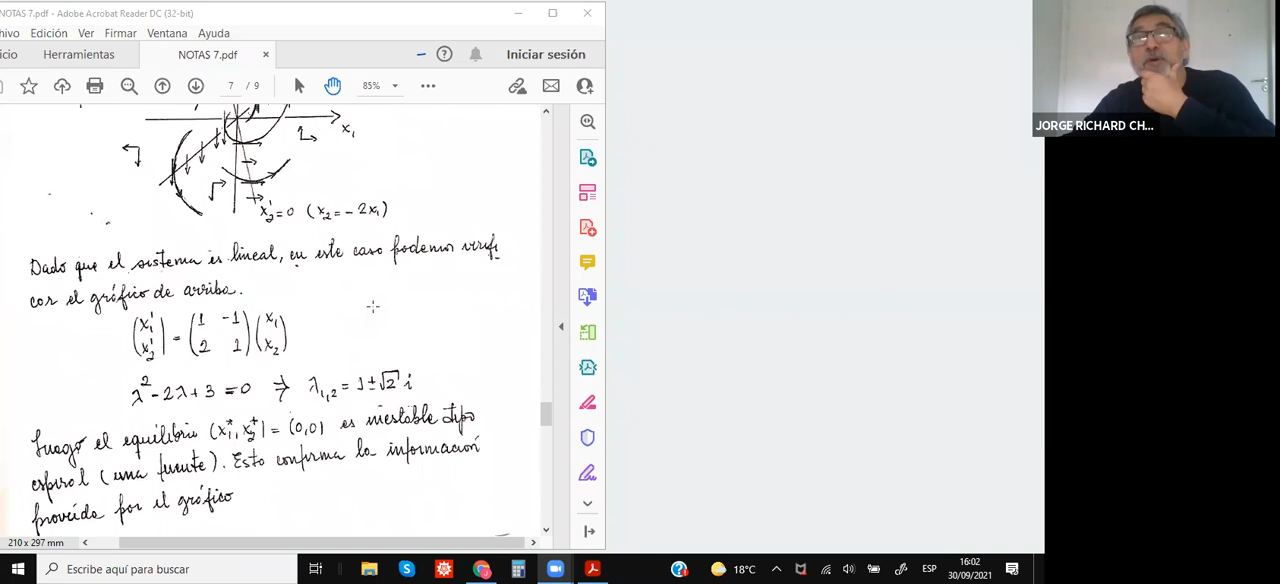 NOTAS 7.pdf - Adobe Acrobat Reader DC (32-bit)
hivo Edición Ver Firmar Ventana Ayuda
icio Herramientas NOTAS 7.pdf × Iniciar sesión
7 / 9 85%
x₁
x₂'=0 (x₂=-2x₁)
Dado que el sistema es lineal, en este caso podemos verifi
car el gráfico de arriba.
(x₁' x₂') = (1 -1 2 1)(x₁ x₂)
λ² - 2λ + 3 = 0 ⇒ λ₁,₂ = 1 ± √2 i
Luego el equilibrio (x₁*, x₂*) = (0,0) es inestable tipo
espiral (una fuente). Esto confirma la información
proveida por el gráfico
210 x 297 mm
JORGE RICHARD CH...
Escribe aquí para buscar
18°C ESP 16:02
30/09/2021